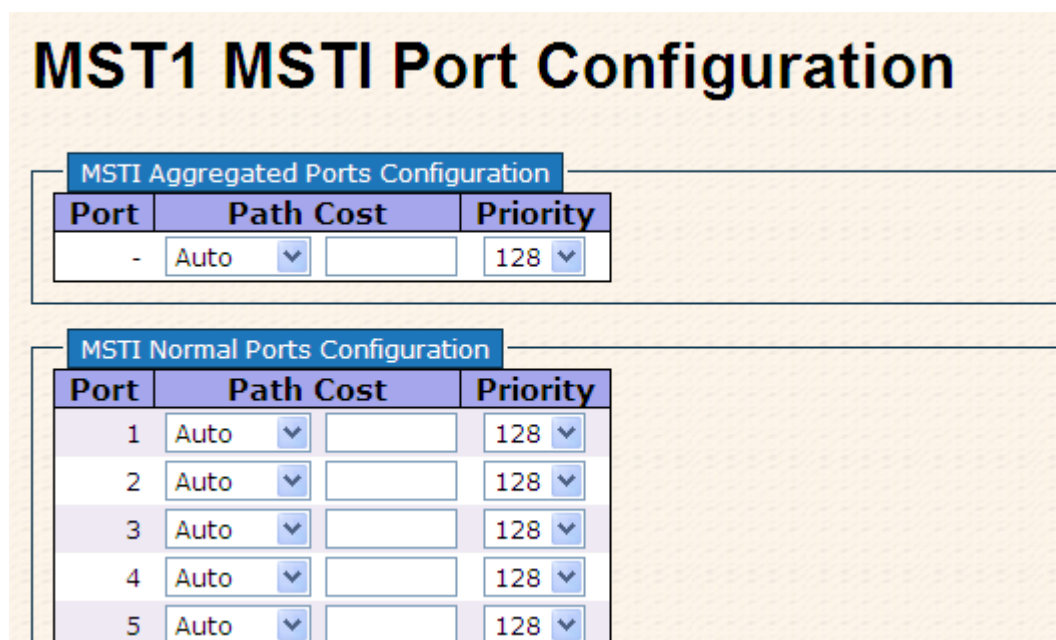 MST1 MSTI Port Configuration
MSTI Aggregated Ports Configuration
Port Path Cost Priority
- Auto 128
MSTI Normal Ports Configuration
Port Path Cost Priority
1 Auto 128
2 Auto 128
3 Auto 128
4 Auto 128
5 Auto 128